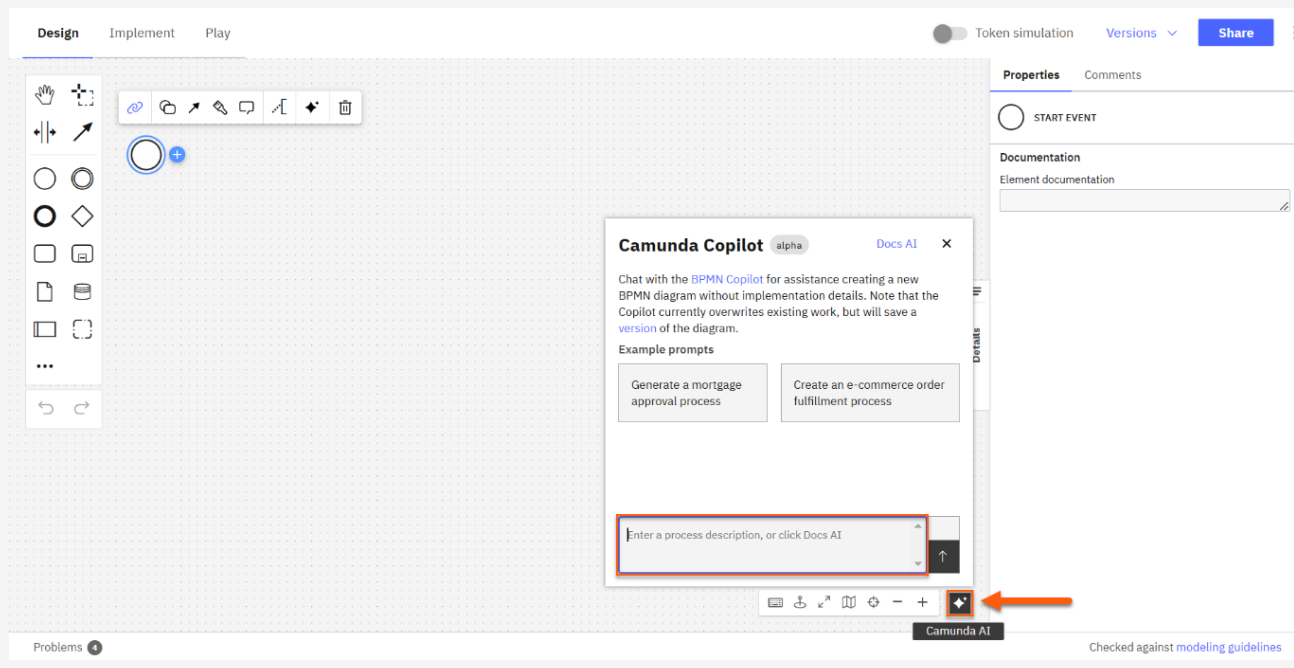 Design Implement Play Token simulation Versions Share
Properties Comments
START EVENT
Documentation
Element documentation
Camunda Copilot alpha Docs AI
Chat with the BPMN Copilot for assistance creating a new
BPMN diagram without implementation details. Note that the
Copilot currently overwrites existing work, but will save a
version of the diagram.
Example prompts
Generate a mortgage
approval process
Create an e-commerce order
fulfillment process
Details
Enter a process description, or click Docs AI
Camunda AI
Problems 4
Checked against modeling guidelines